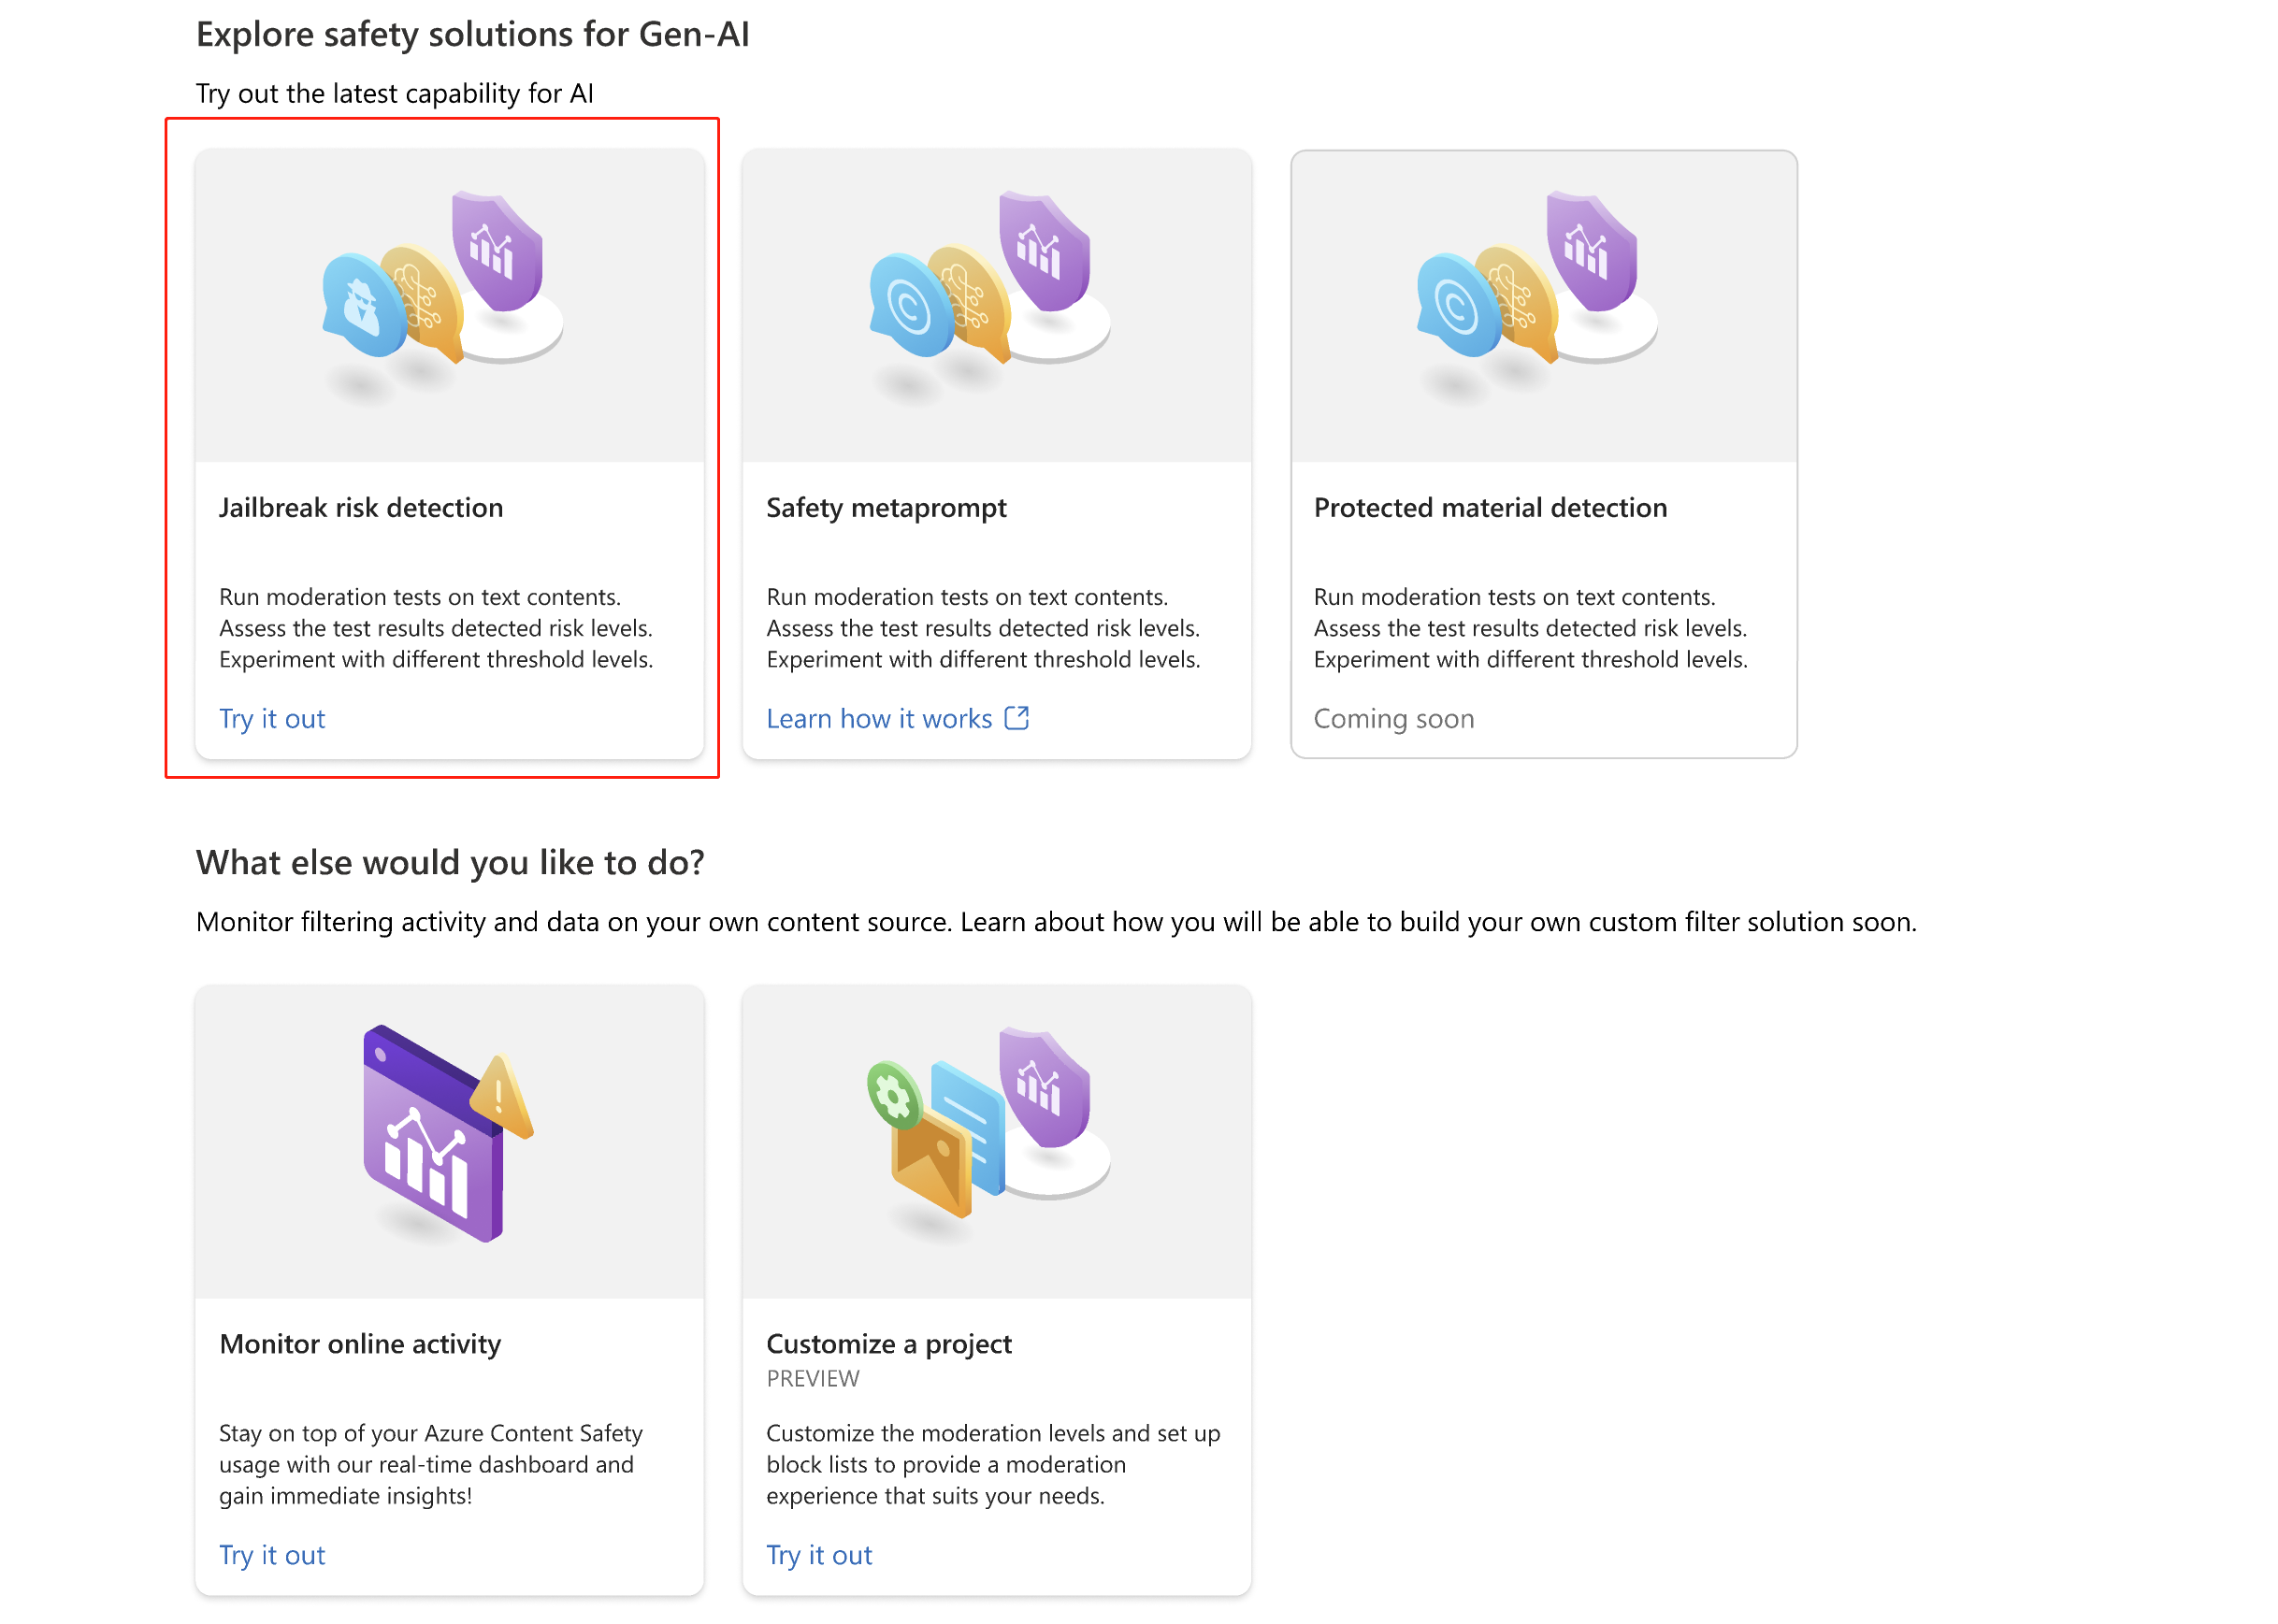 Explore safety solutions for Gen-AI
Try out the latest capability for AI
Jailbreak risk detection
Run moderation tests on text contents.
Assess the test results detected risk levels.
Experiment with different threshold levels.
Try it out
Safety metaprompt
Run moderation tests on text contents.
Assess the test results detected risk levels.
Experiment with different threshold levels.
Learn how it works
Protected material detection
Run moderation tests on text contents.
Assess the test results detected risk levels.
Experiment with different threshold levels.
Coming soon
What else would you like to do?
Monitor filtering activity and data on your own content source. Learn about how you will be able to build your own custom filter solution soon.
Monitor online activity
Stay on top of your Azure Content Safety
usage with our real-time dashboard and
gain immediate insights!
Try it out
Customize a project
PREVIEW
Customize the moderation levels and set up
block lists to provide a moderation
experience that suits your needs.
Try it out